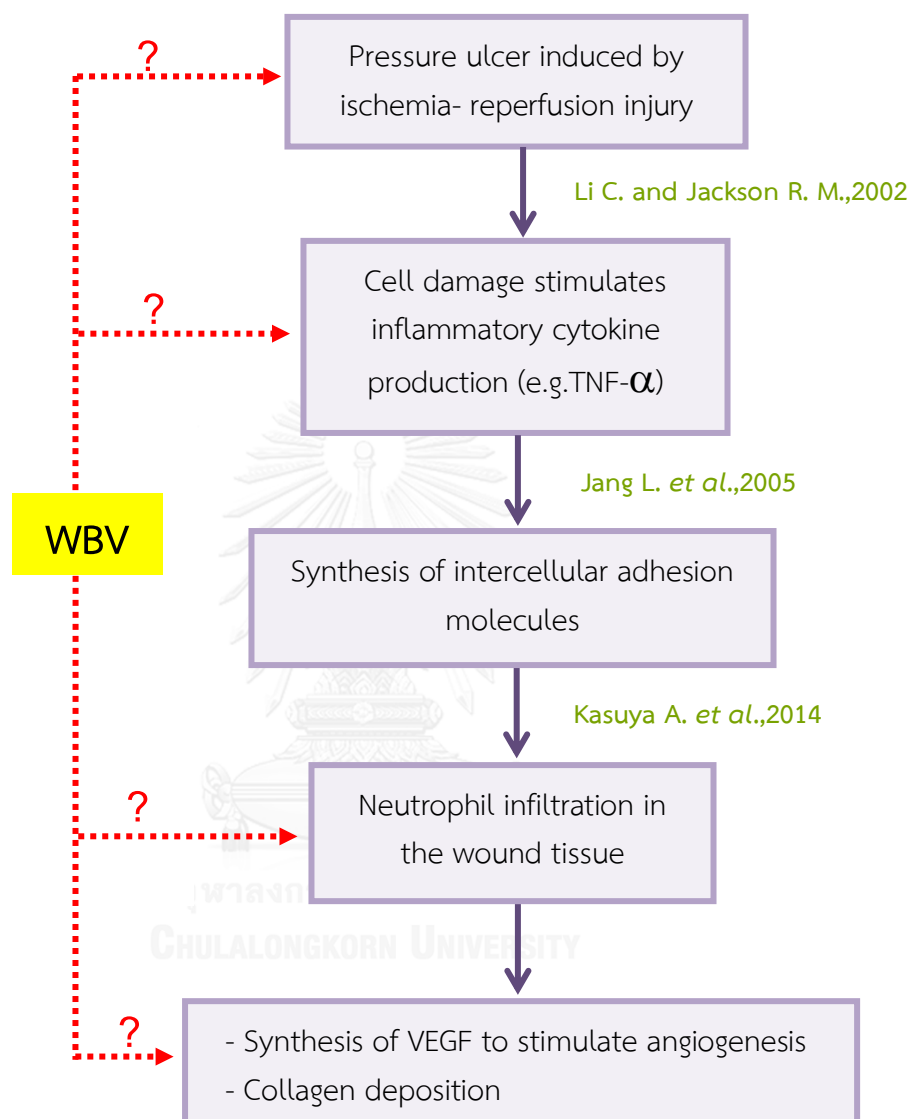 ?
Pressure ulcer induced by
ischemia- reperfusion injury
Li C. and Jackson R. M.,2002
?
Cell damage stimulates
inflammatory cytokine
production (e.g.TNF-α)
Jang L. et al.,2005
WBV
Synthesis of intercellular adhesion
molecules
Kasuya A. et al.,2014
?
Neutrophil infiltration in
the wound tissue
CHULALONGKORN UNIVERSITY
?
- Synthesis of VEGF to stimulate angiogenesis
- Collagen deposition